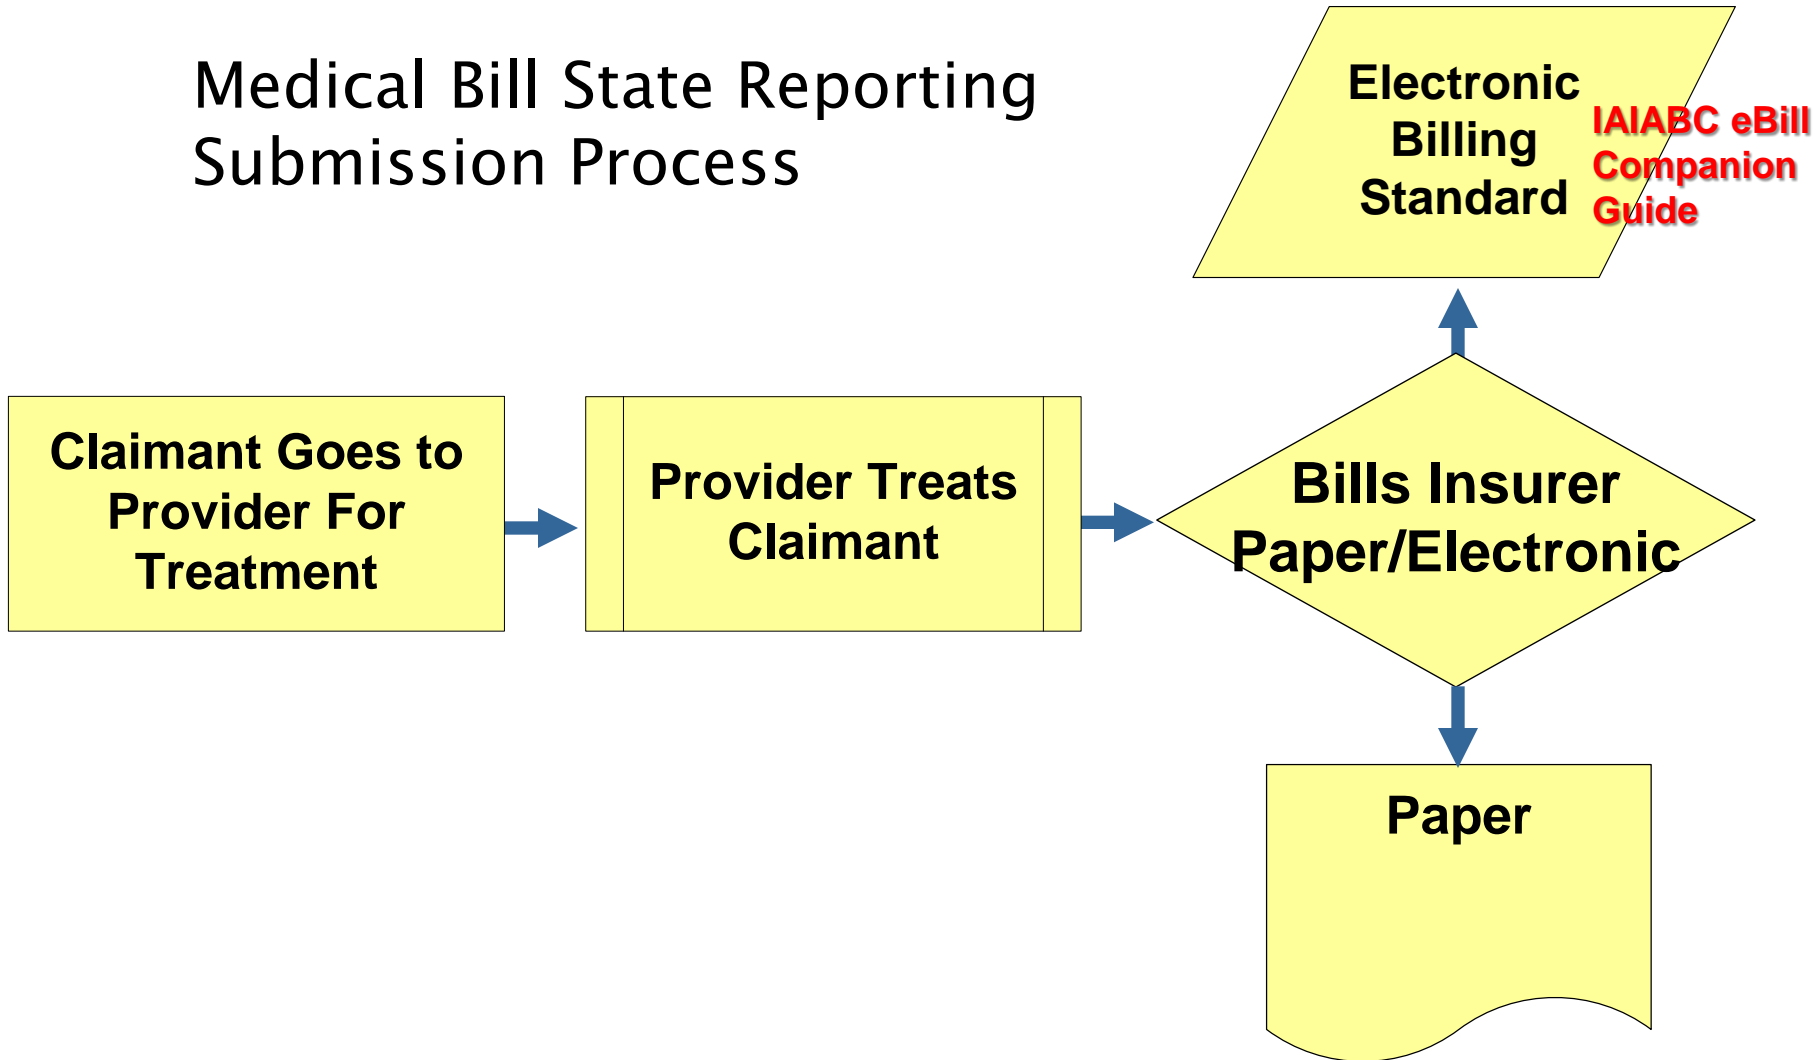 Medical Bill State Reporting
Submission Process
Electronic
Billing
Standard
IAIABC eBill
Companion
Guide
Claimant Goes to
Provider For
Treatment
Provider Treats
Claimant
Bills Insurer
Paper/Electronic
Paper